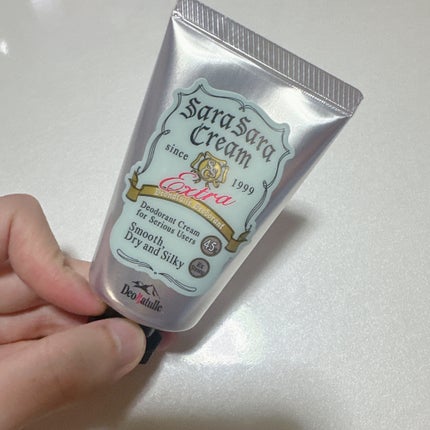 Sara Sara
Cream
since 1999
Extra
Deodorant Cream
for Serious Users
Smooth,
Dry and Silky
45
DeoNatulle